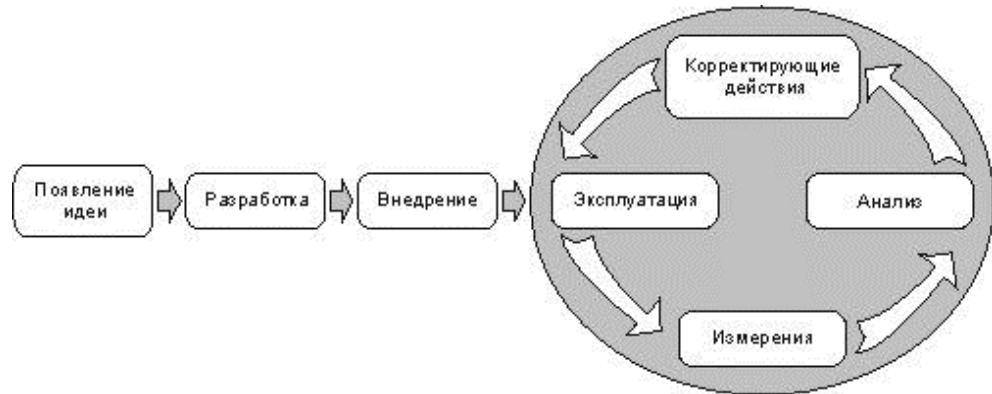 Появление
идеи
Разработка
Внедрение
Эксплуатация
Корректирующие
действия
Анализ
Измерения